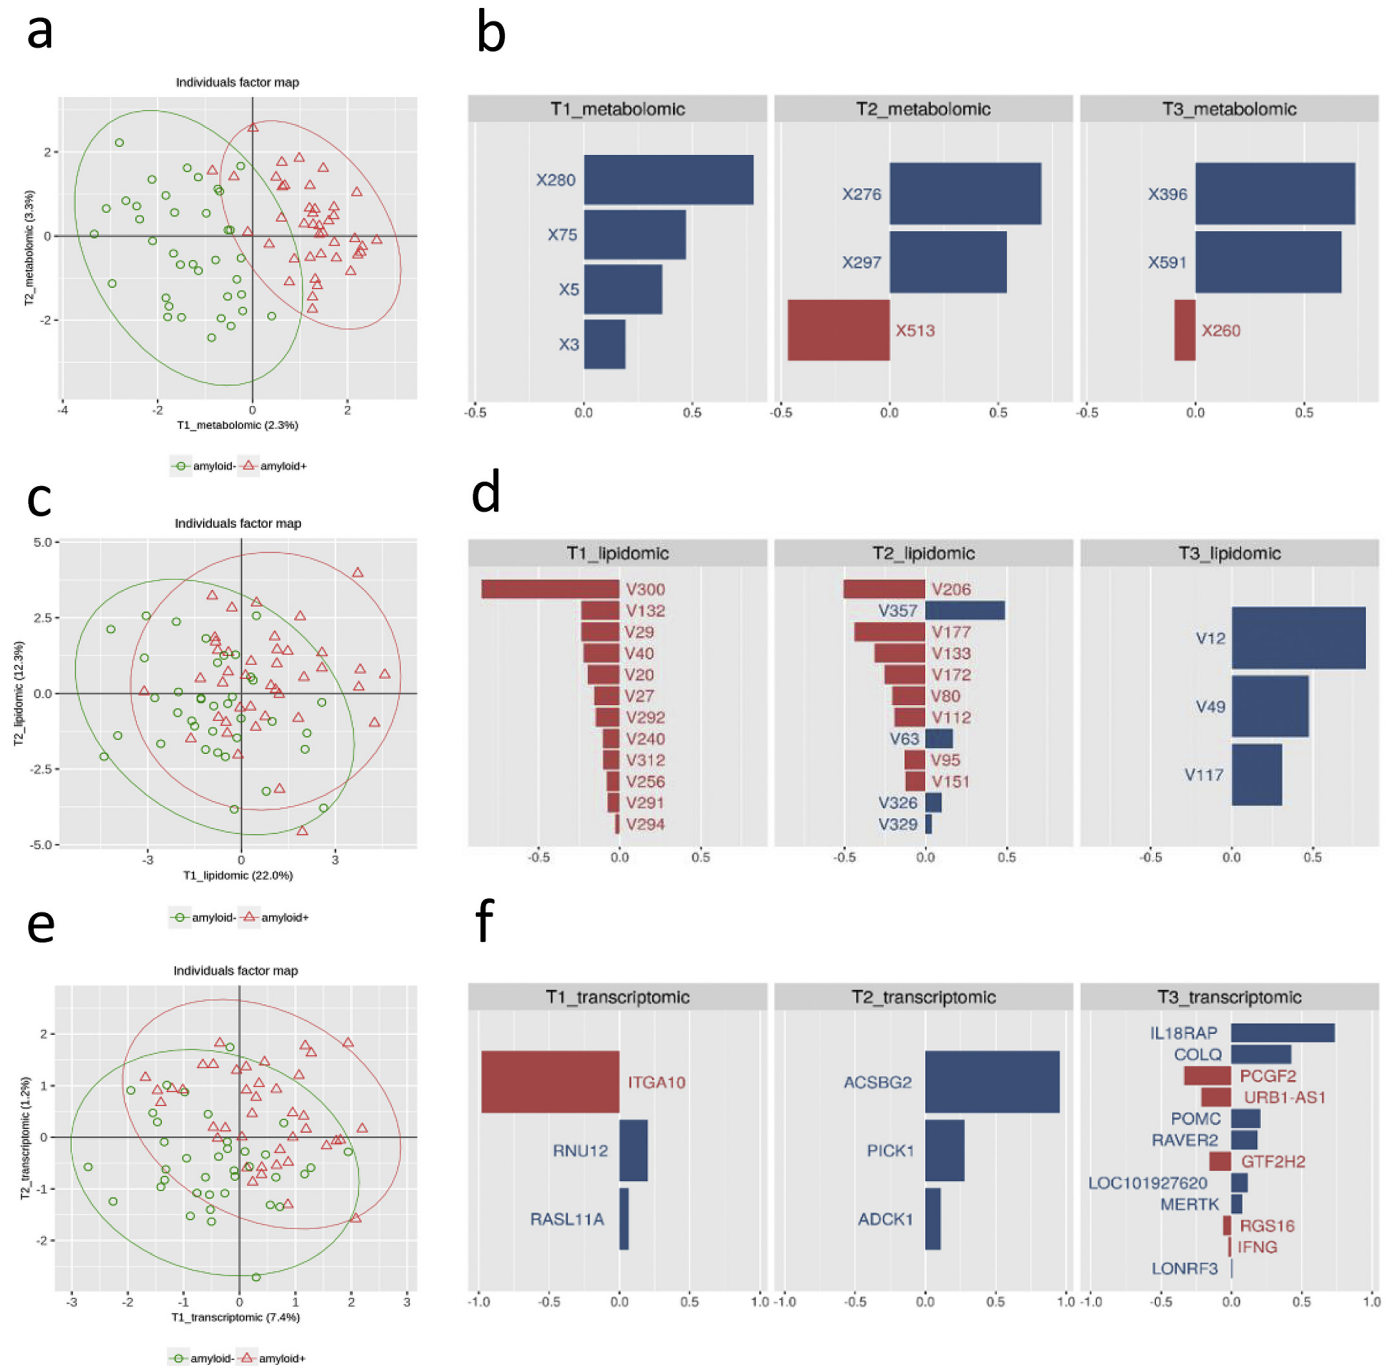 a
b
Individuals factor map
T2_metabolomic (3.3%)
2
0
-2
-4
-2
0
2
T1_metabolomic (2.3%)
amyloid- amyloid+
T1_metabolomic
T2_metabolomic
T3_metabolomic
X280
X75
X5
X3
X276
X297
X513
X396
X591
X260
-0.5 0.0 0.5
-0.5 0.0 0.5
-0.5 0.0 0.5
c
d
Individuals factor map
T2_lipidomic (12.3%)
5.0
2.5
0.0
-2.5
-5.0
-3 0 3
T1_lipidomic (22.0%)
amyloid- amyloid+
T1_lipidomic
T2_lipidomic
T3_lipidomic
V300
V132
V29
V40
V20
V27
V292
V240
V312
V256
V291
V294
V206
V357
V177
V133
V172
V80
V112
V63
V95
V151
V326
V329
V12
V49
V117
-0.5 0.0 0.5
-0.5 0.0 0.5
-0.5 0.0 0.5
e
f
Individuals factor map
T2_transcriptomic (1.2%)
2
1
0
-1
-2
-3 -2 -1 0 1 2 3
T1_transcriptomic (7.4%)
amyloid- amyloid+
T1_transcriptomic
T2_transcriptomic
T3_transcriptomic
ITGA10
RNU12
RASL11A
ACSBG2
PICK1
ADCK1
IL18RAP
COLQ
PCGF2
URB1-AS1
POMC
RAVER2
GTF2H2
LOC101927620
MERTK
RGS16
IFNG
LONRF3
-1.0 -0.5 0.0 0.5 1.0
-1.0 -0.5 0.0 0.5 1.0
-1.0 -0.5 0.0 0.5 1.0